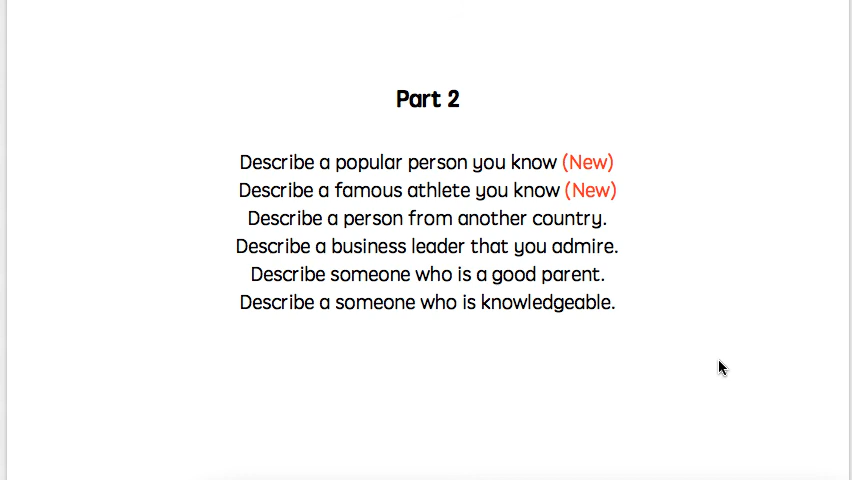 Part 2
Describe a popular person you know (New)
Describe a famous athlete you know (New)
Describe a person from another country.
Describe a business leader that you admire.
Describe someone who is a good parent.
Describe a someone who is knowledgeable.